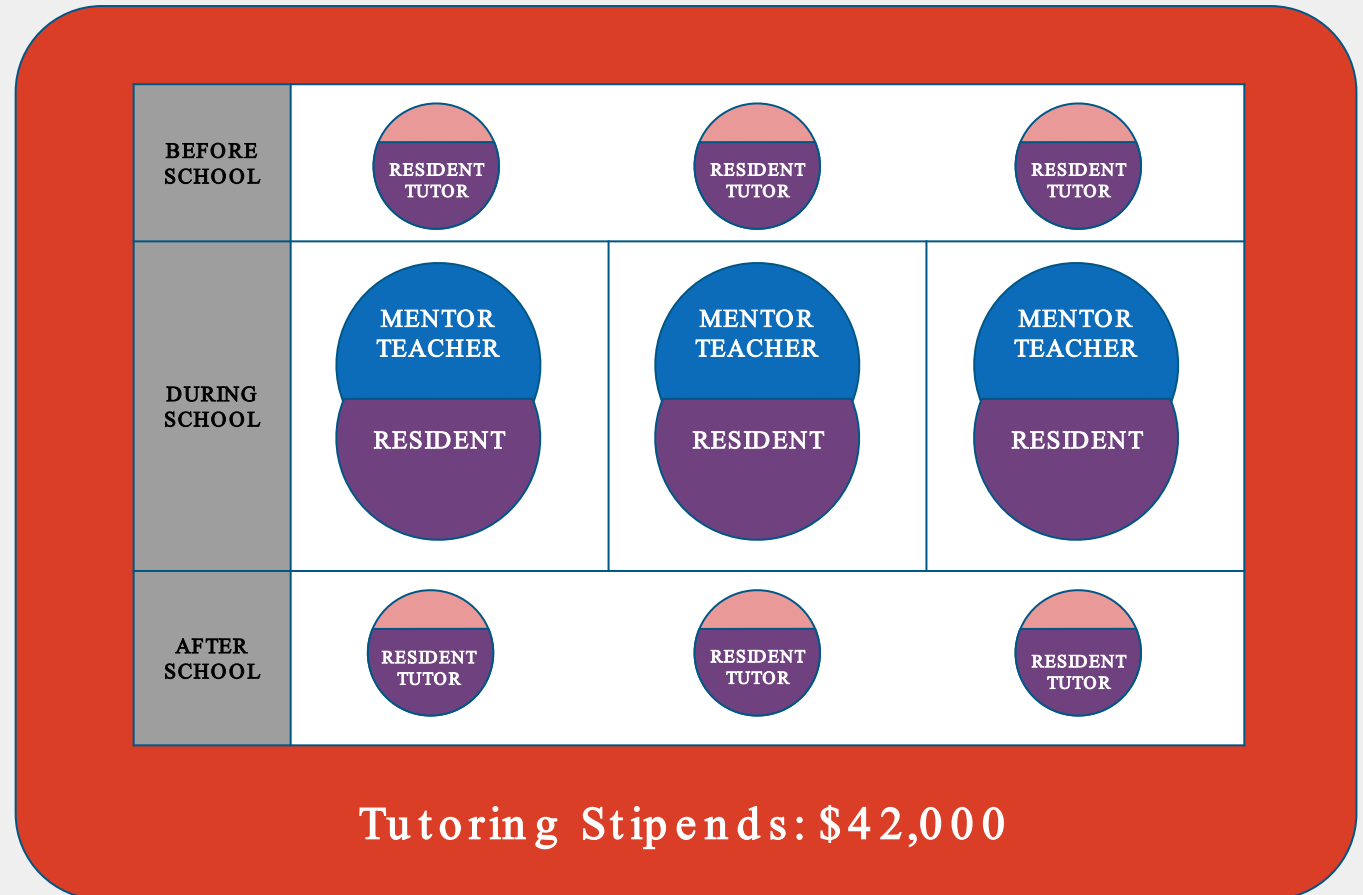 BEFORE
SCHOOL
RESIDENT
TUTOR
RESIDENT
TUTOR
RESIDENT
TUTOR
DURING
SCHOOL
MENTOR
TEACHER
RESIDENT
MENTOR
TEACHER
RESIDENT
MENTOR
TEACHER
RESIDENT
AFTER
SCHOOL
RESIDENT
TUTOR
RESIDENT
TUTOR
RESIDENT
TUTOR
Tutoring Stipends: $42,000